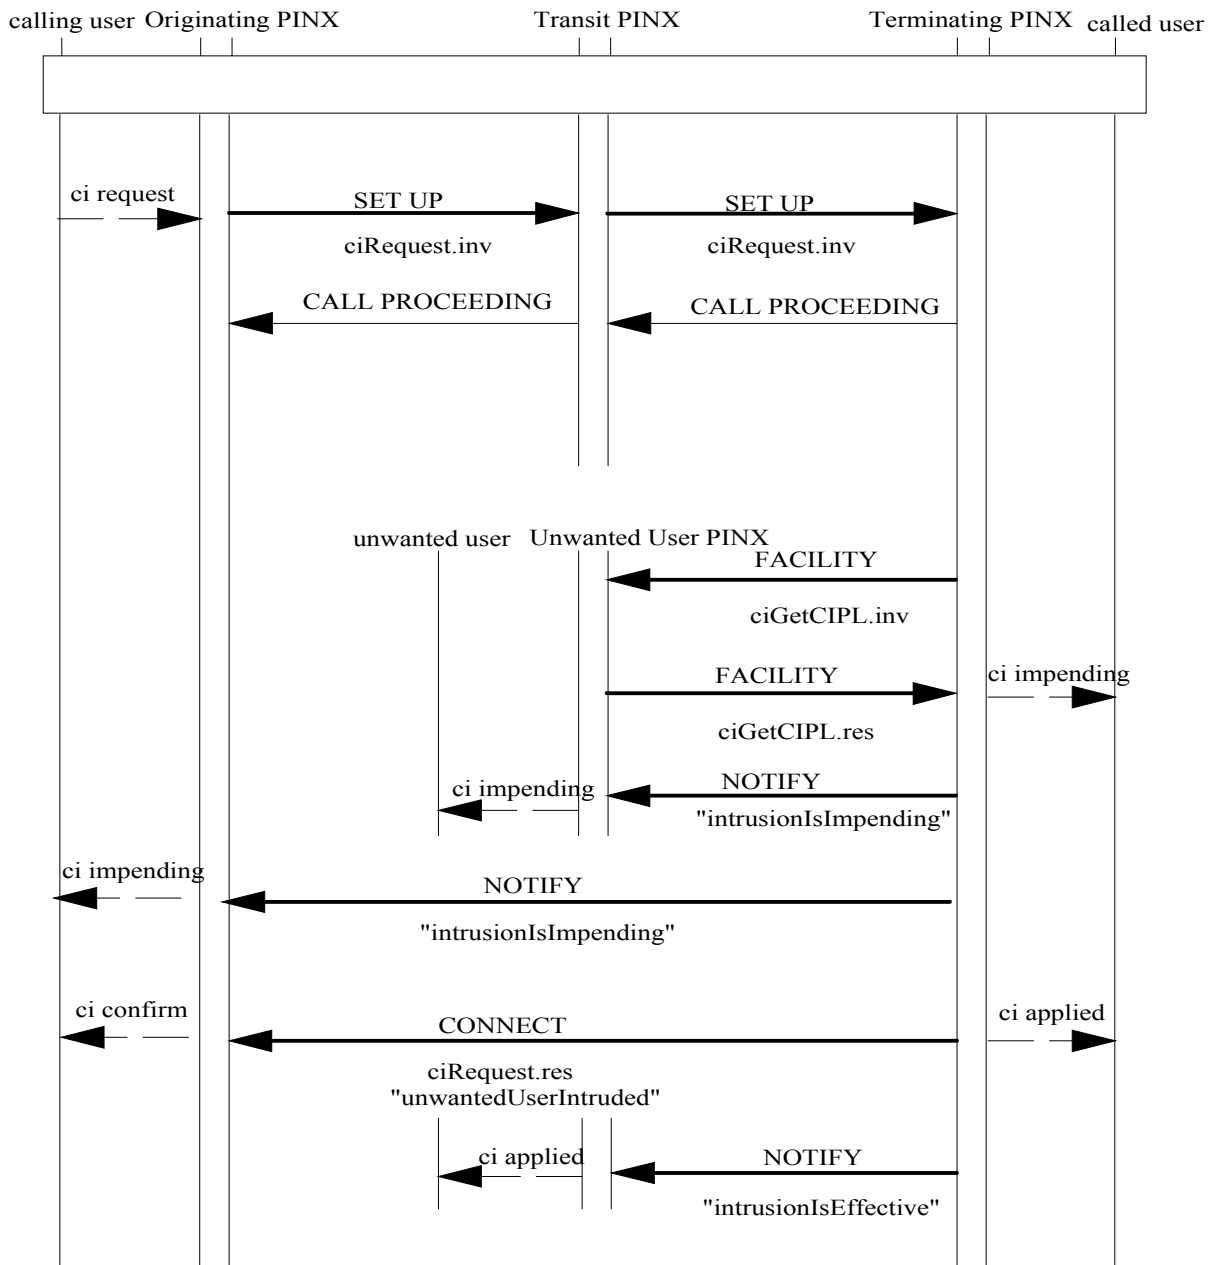 calling user Originating PINX Transit PINX Terminating PINX called user
ci request SET UP SET UP
ciRequest.inv ciRequest.inv
CALL PROCEEDING CALL PROCEEDING
unwanted user Unwanted User PINX
FACILITY
ciGetCIPL.inv
FACILITY ci impending
ciGetCIPL.res
ci impending NOTIFY
"intrusionIsImpending"
ci impending NOTIFY
"intrusionIsImpending"
ci confirm CONNECT ci applied
ciRequest.res
"unwantedUserIntruded"
ci applied NOTIFY
"intrusionIsEffective"